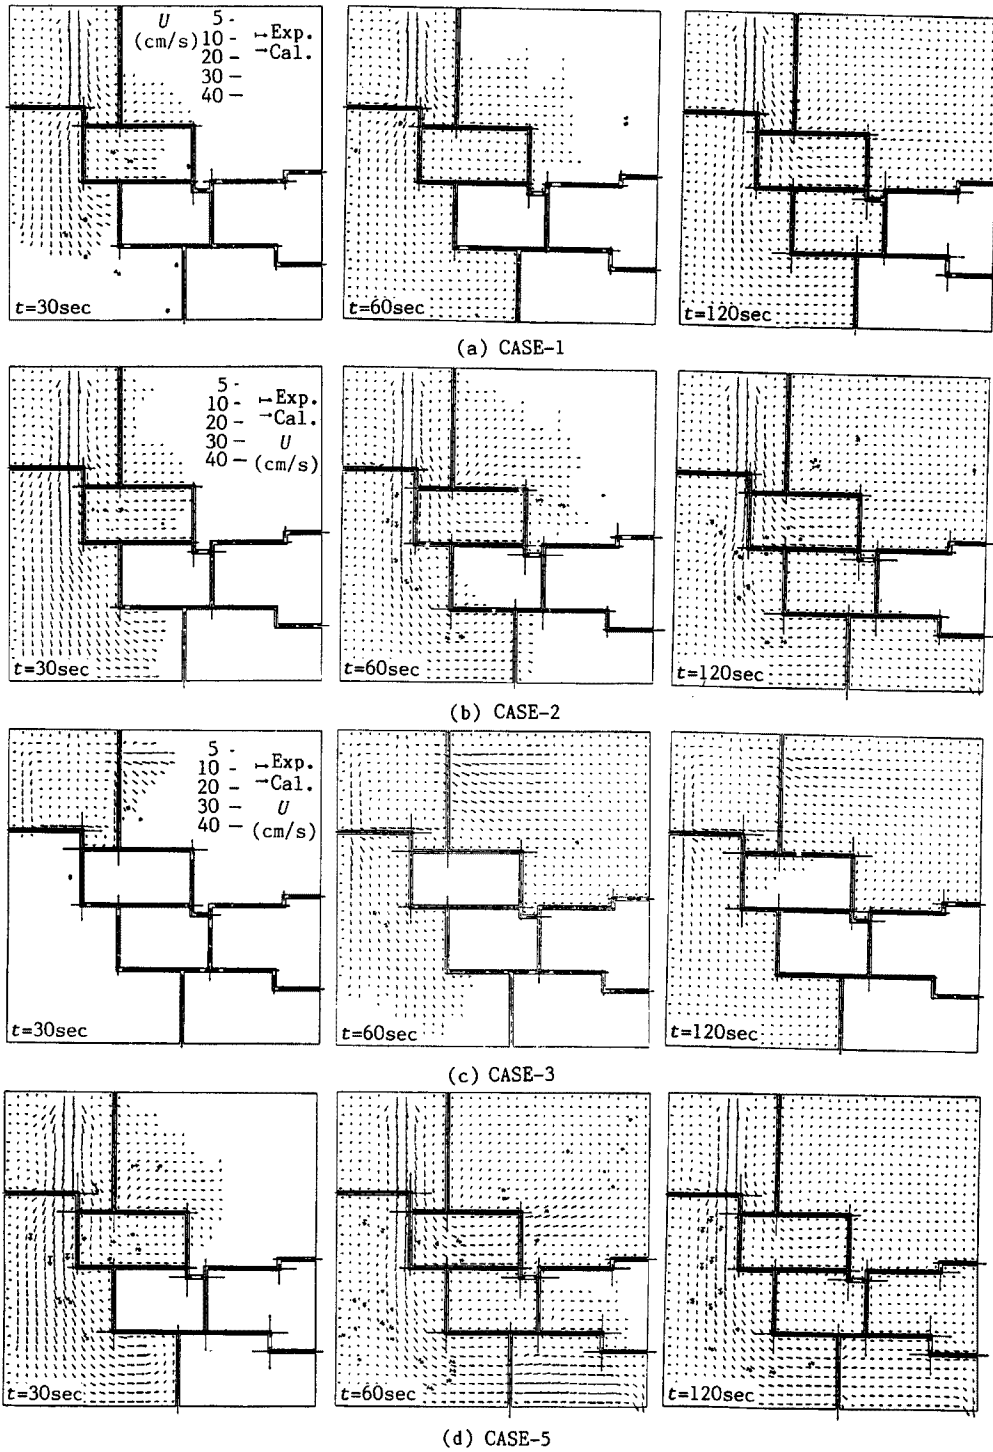 U
(cm/s)
5 -
10 -
20 -
30 —
40 —
↦Exp.
→Cal.
t=30sec
t=60sec
t=120sec
(a) CASE-1
5 -
10 -
20 -
30 —
40 —
↦Exp.
→Cal.
U
(cm/s)
t=30sec
t=60sec
t=120sec
(b) CASE-2
5 -
10 -
20 -
30 —
40 —
↦Exp.
→Cal.
U
(cm/s)
t=30sec
t=60sec
t=120sec
(c) CASE-3
t=30sec
t=60sec
t=120sec
(d) CASE-5